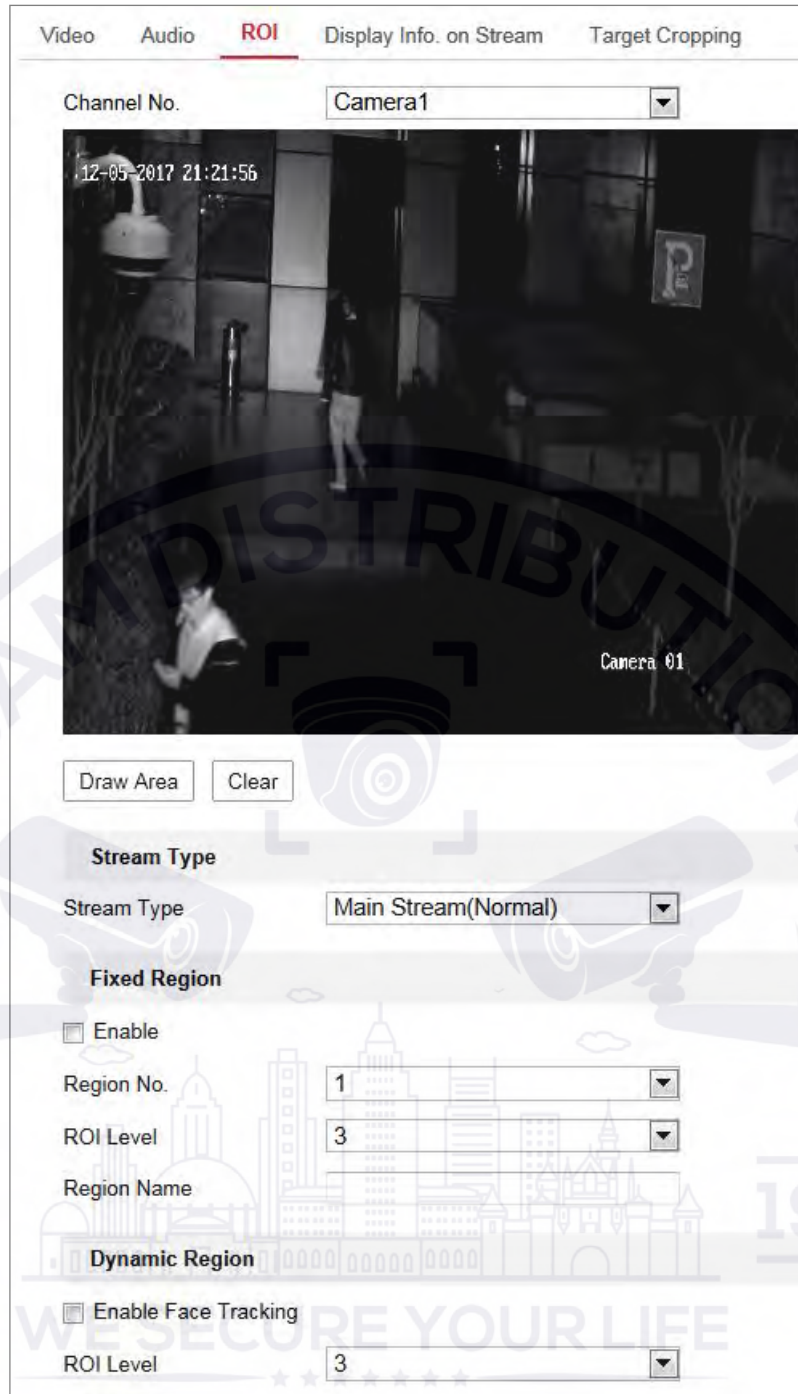 Video Audio ROI Display Info. on Stream Target Cropping
Channel No. Camera1
12-05-2017 21:21:56
P
Camera 01
Draw Area Clear
Stream Type
Stream Type Main Stream(Normal)
Fixed Region
Enable
Region No. 1
ROI Level 3
Region Name
Dynamic Region
Enable Face Tracking
ROI Level 3
AM DISTRIBUTIO
WE SECURE YOUR LIFE